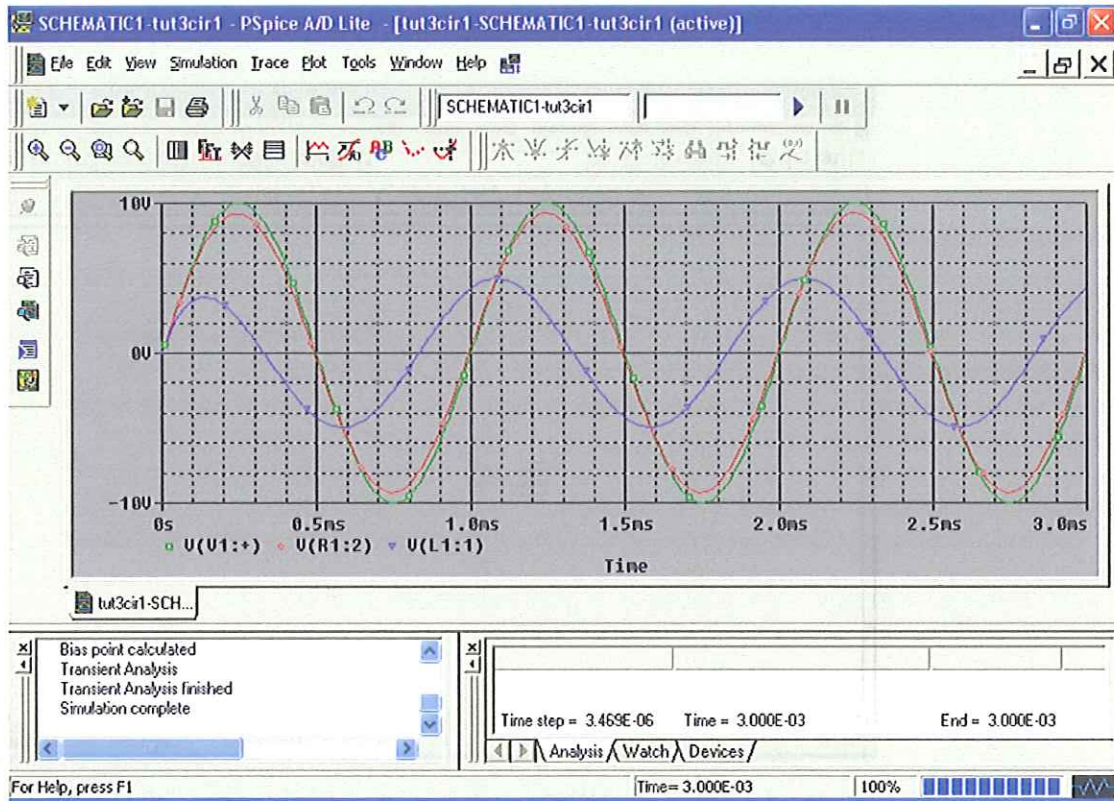 SCHEMATIC1-tut3cir1 - PSpice A/D Lite - [tut3cir1-SCHEMATIC1-tut3cir1 (active)]
File Edit View Simulation Trace Plot Tools Window Help
SCHEMATIC1-tut3cir1
10V
0V
-10V
0s 0.5ms 1.0ms 1.5ms 2.0ms 2.5ms 3.0ms
V(V1:+) V(R1:2) V(L1:1)
Time
tut3cir1-SCH...
Bias point calculated
Transient Analysis
Transient Analysis finished
Simulation complete
Time step = 3.469E-06 Time = 3.000E-03 End = 3.000E-03
Analysis Watch Devices
For Help, press F1 Time= 3.000E-03 100%